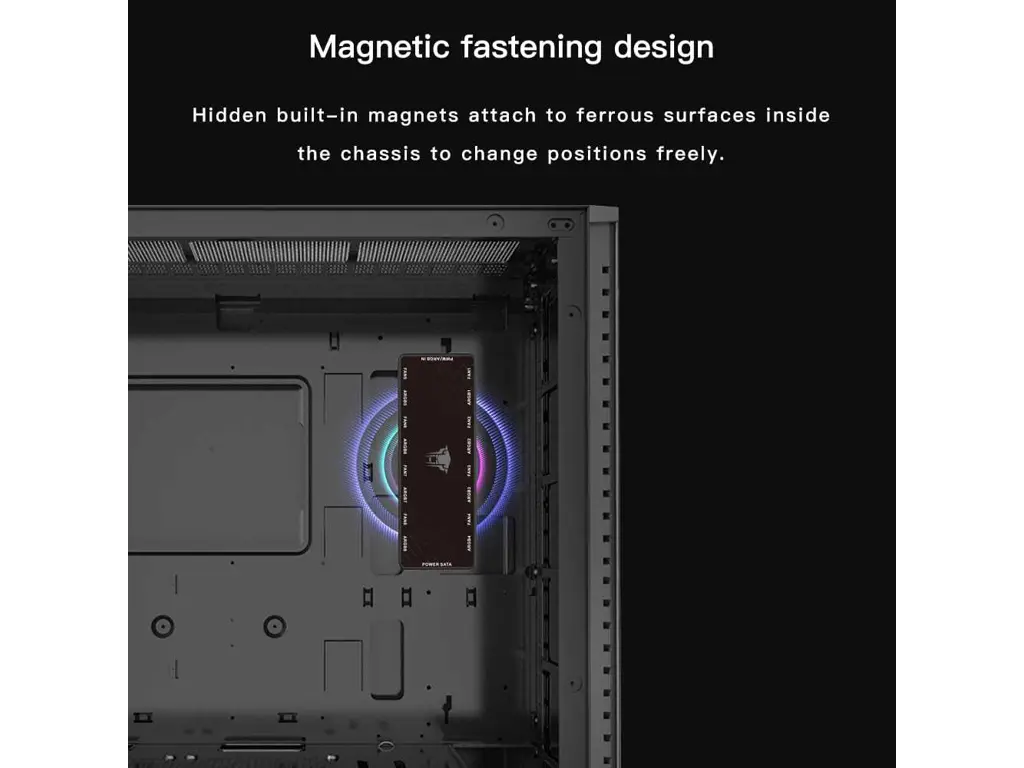 Magnetic fastening design
Hidden built-in magnets attach to ferrous surfaces inside
the chassis to change positions freely.
PWM/ARGB IN
FAN1
ARGB1
FAN2
ARGB2
FAN3
ARGB3
FAN4
ARGB4
FAN5
ARGB5
FAN6
ARGB6
FAN7
ARGB7
FAN8
ARGB8
POWER SATA